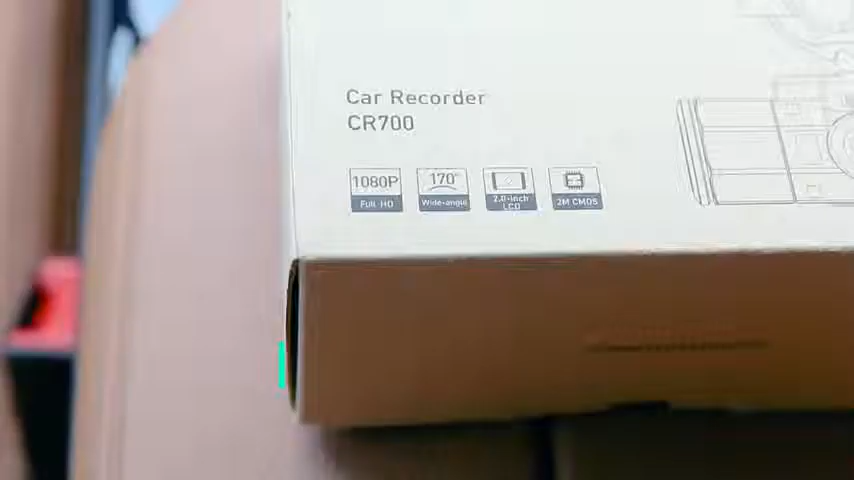 Car Recorder
CR700
1080P 170°
Full HD Wide-angle 2.0-inch LCD 2M CMOS